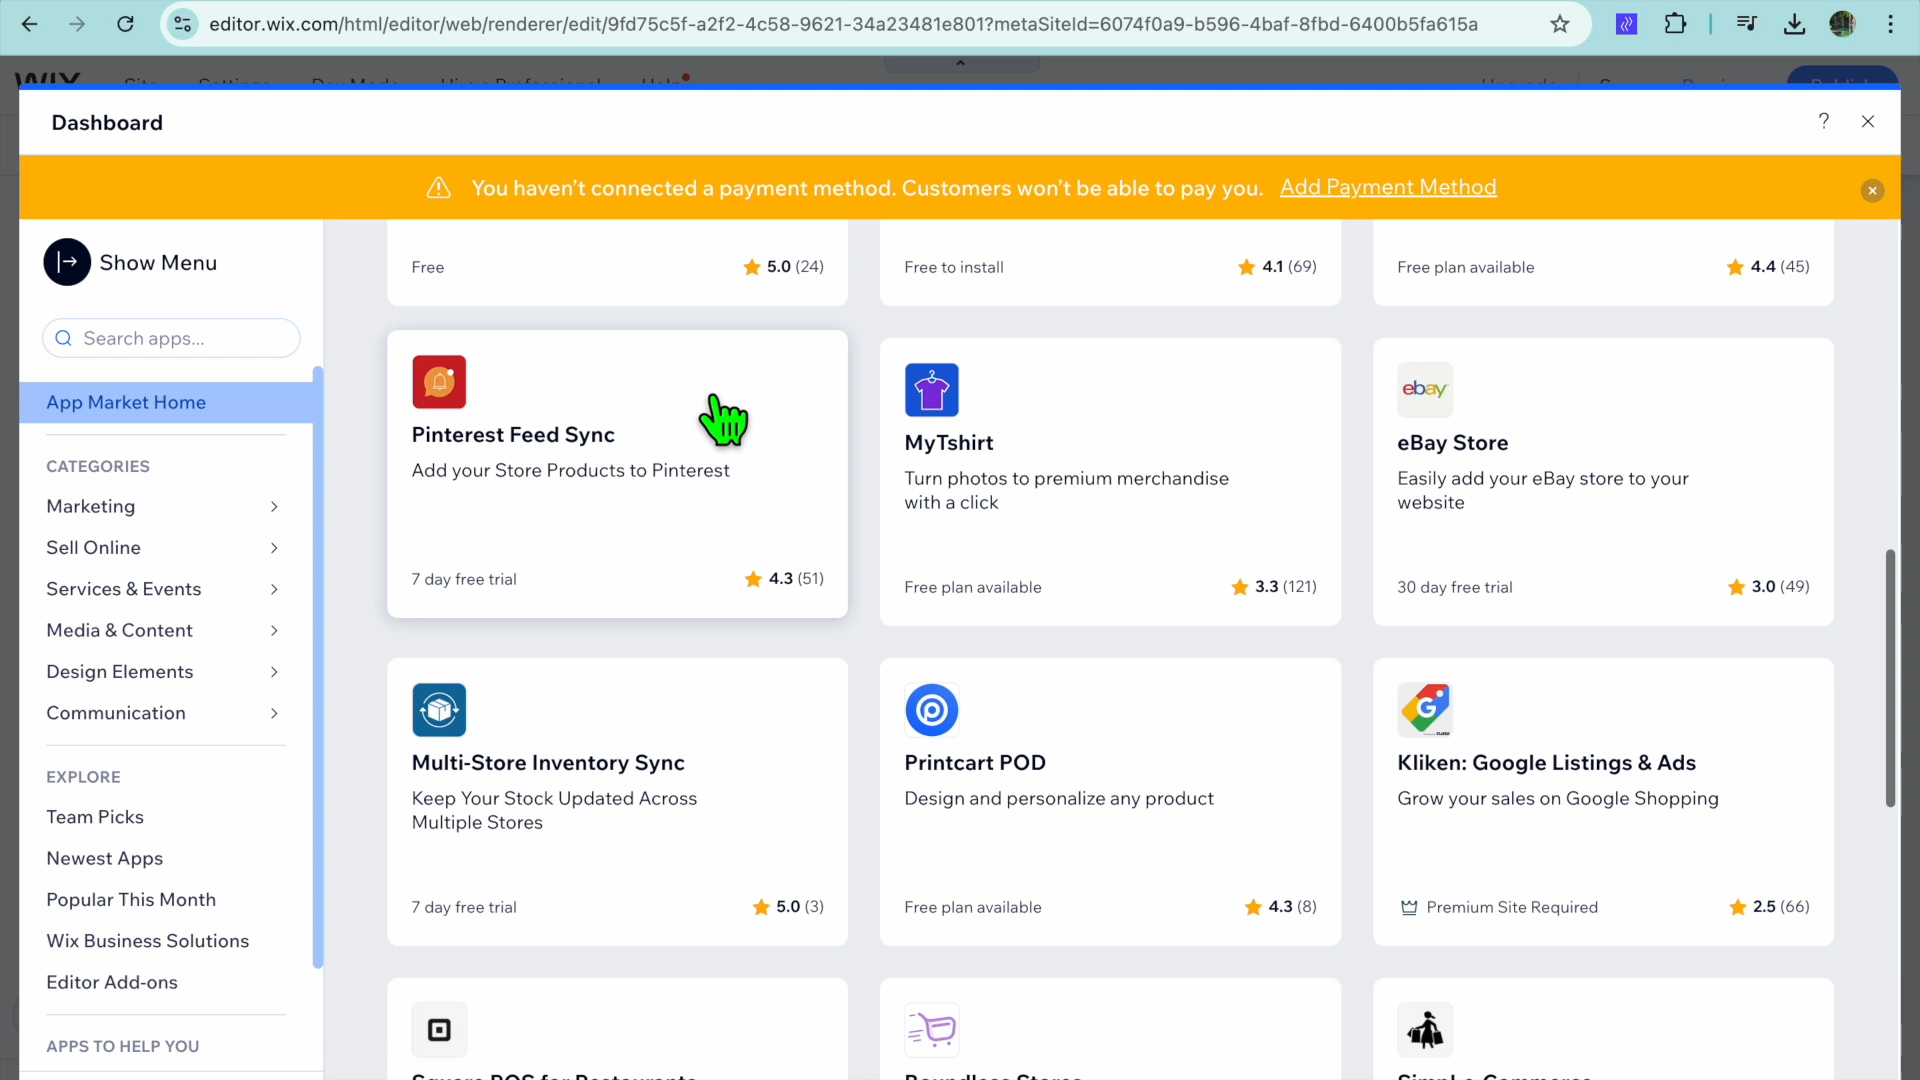 editor.wix.com/html/editor/web/renderer/edit/9fd75c5f-a2f2-4c58-9621-34a23481e801?metaSiteId=6074f0a9-b596-4baf-8fbd-6400b5fa615a
Dashboard
?
You haven’t connected a payment method. Customers won’t be able to pay you. Add Payment Method
Show Menu
Search apps...
App Market Home
CATEGORIES
Marketing
Sell Online
Services & Events
Media & Content
Design Elements
Communication
EXPLORE
Team Picks
Newest Apps
Popular This Month
Wix Business Solutions
Editor Add-ons
APPS TO HELP YOU
Free 5.0 (24)
Free to install 4.1 (69)
Free plan available 4.4 (45)
Pinterest Feed Sync
Add your Store Products to Pinterest
7 day free trial 4.3 (51)
MyTshirt
Turn photos to premium merchandise
with a click
Free plan available 3.3 (121)
ebay
eBay Store
Easily add your eBay store to your
website
30 day free trial 3.0 (49)
Multi-Store Inventory Sync
Keep Your Stock Updated Across
Multiple Stores
7 day free trial 5.0 (3)
Printcart POD
Design and personalize any product
Free plan available 4.3 (8)
G
Kliken: Google Listings & Ads
Grow your sales on Google Shopping
Premium Site Required 2.5 (66)
Square POS for Restaurants
Boundless Stores